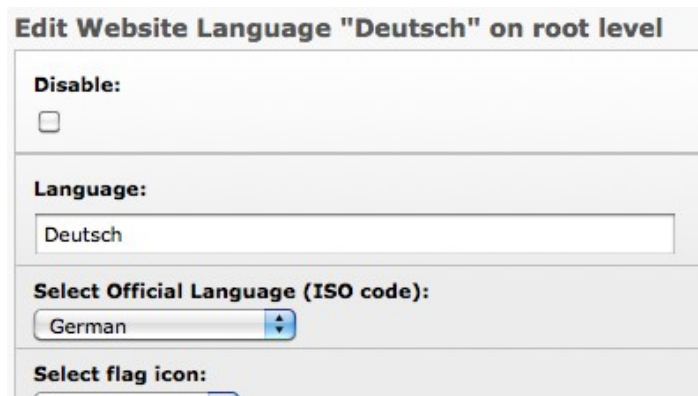 Edit Website Language "Deutsch" on root level
Disable:
Language:
Deutsch
Select Official Language (ISO code):
German
Select flag icon: